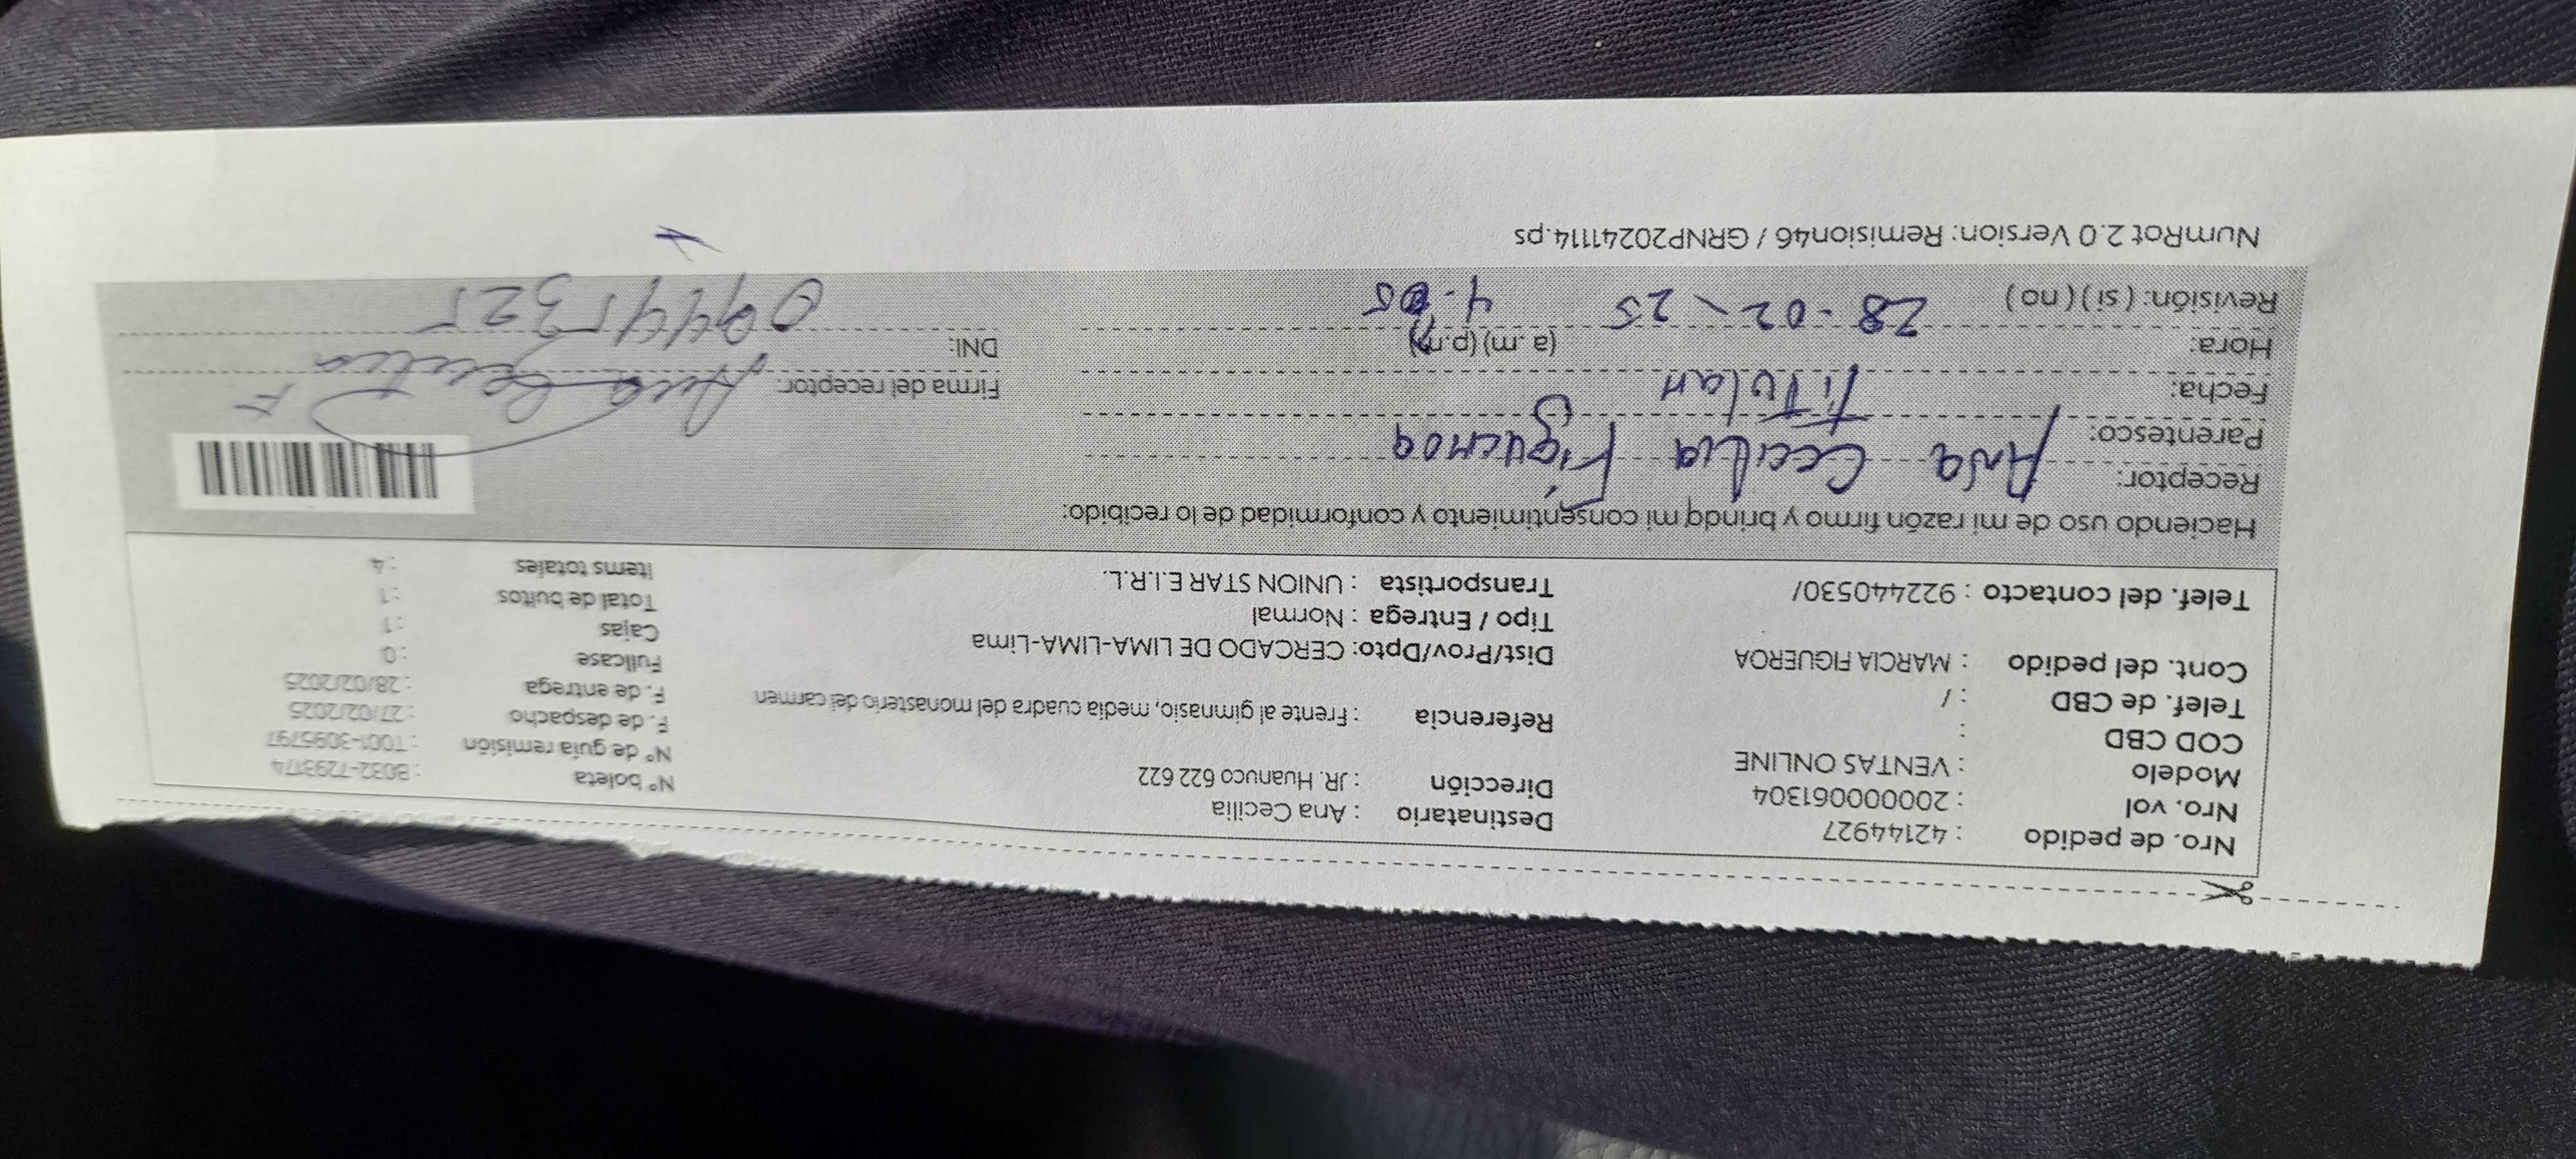 Nro. de pedido : 42144927
Nro. vol : 20000061304
Modelo : VENTAS ONLINE
COD CBD :
Telef. de CBD : /
Cont. del pedido : MARCIA FIGUEROA
Telef. del contacto : 922440530/
Destinatario : Ana Cecilia
Dirección : JR. Huanuco 622 622
Referencia : Frente al gimnasio, media cuadra del monasterio del carmen
Dist/Prov/Dpto: CERCADO DE LIMA-LIMA-Lima
Tipo / Entrega : Normal
Transportista : UNION STAR E.I.R.L.
Nº boleta : B032-7293174
Nº de guía remisión : T001-3095797
F. de despacho : 27/02/2025
F. de entrega : 28/02/2025
Fullcase : 0
Cajas : 1
Total de bultos : 1
Items totales : 4
Haciendo uso de mi razón firmo y brindo mi consentimiento y conformidad de lo recibido:
Receptor: Ana Cecilia Figueroa
Parentesco: Titular
Fecha: 28-02-25
Hora: (a.m) (p.m) 4-05
Revisión: ( si ) ( no )
Firma del receptor: Ana Cecilia F
DNI:
NumRot 2.0 Version: Remision46 / GRNP20241114.ps